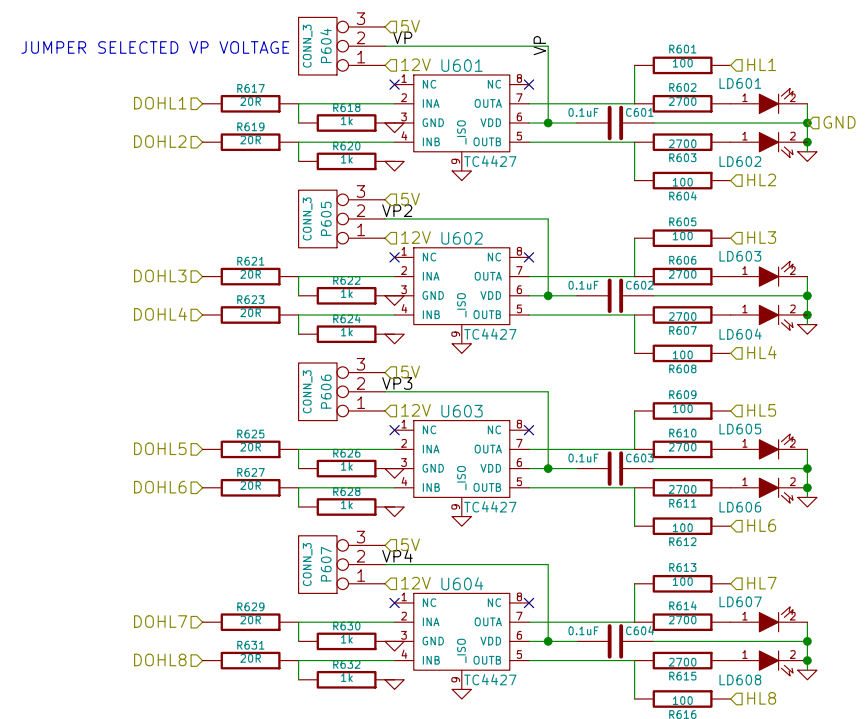 JUMPER SELECTED VP VOLTAGE
CONN_3
P604
3
2
1
5V
VP
12V
VP
U601
R617
20R
DOHL1
R618
1k
R619
20R
DOHL2
R620
1k
1 NC
2 INA
3 GND
4 INB
NC 8
OUTA 7
VDD 6
OUTB 5
_ISO
9
TC4427
0.1uF
C601
R601
100
HL1
R602
2700
LD601
1 2
GND
2700
R603
1 2
LD602
100
R604
HL2
CONN_3
P605
3
2
1
5V
VP2
12V
U602
R621
20R
DOHL3
R622
1k
R623
20R
DOHL4
R624
1k
1 NC
2 INA
3 GND
4 INB
NC 8
OUTA 7
VDD 6
OUTB 5
_ISO
9
TC4427
0.1uF
C602
R605
100
HL3
R606
2700
LD603
1 2
2700
R607
1 2
LD604
100
R608
HL4
CONN_3
P606
3
2
1
5V
VP3
12V
U603
R625
20R
DOHL5
R626
1k
R627
20R
DOHL6
R628
1k
1 NC
2 INA
3 GND
4 INB
NC 8
OUTA 7
VDD 6
OUTB 5
_ISO
9
TC4427
0.1uF
C603
R609
100
HL5
R610
2700
LD605
1 2
2700
R611
1 2
LD606
100
R612
HL6
CONN_3
P607
3
2
1
5V
VP4
12V
U604
R629
20R
DOHL7
R630
1k
R631
20R
DOHL8
R632
1k
1 NC
2 INA
3 GND
4 INB
NC 8
OUTA 7
VDD 6
OUTB 5
_ISO
9
TC4427
0.1uF
C604
R613
100
HL7
R614
2700
LD607
1 2
2700
R615
1 2
LD608
100
R616
HL8